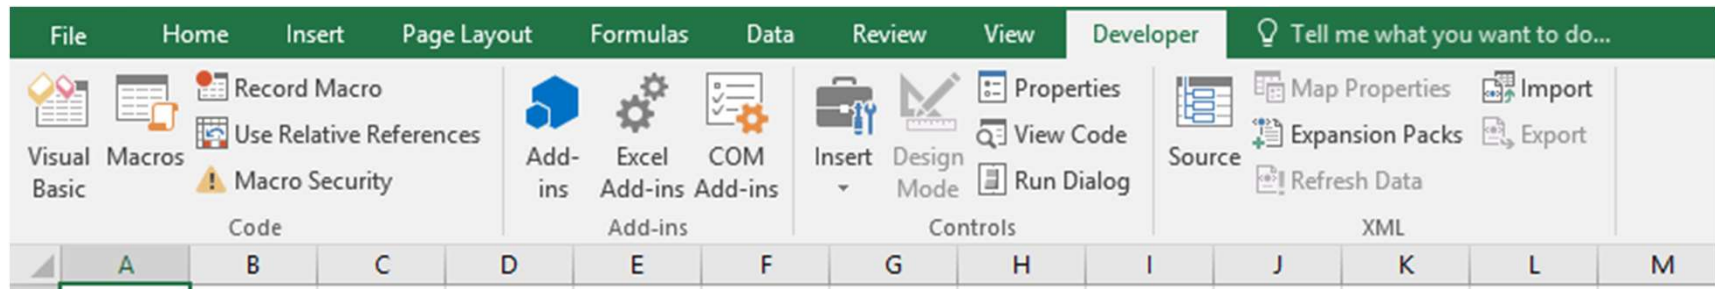 File Home Insert Page Layout Formulas Data Review View Developer Tell me what you want to do...
Visual Basic
Macros
Record Macro
Use Relative References
Macro Security
Code
Add-
ins
Excel
Add-ins
COM
Add-ins
Add-ins
Insert
Design
Mode
Properties
View Code
Run Dialog
Controls
Source
Map Properties
Expansion Packs
Refresh Data
Import
Export
XML
A B C D E F G H I J K L M